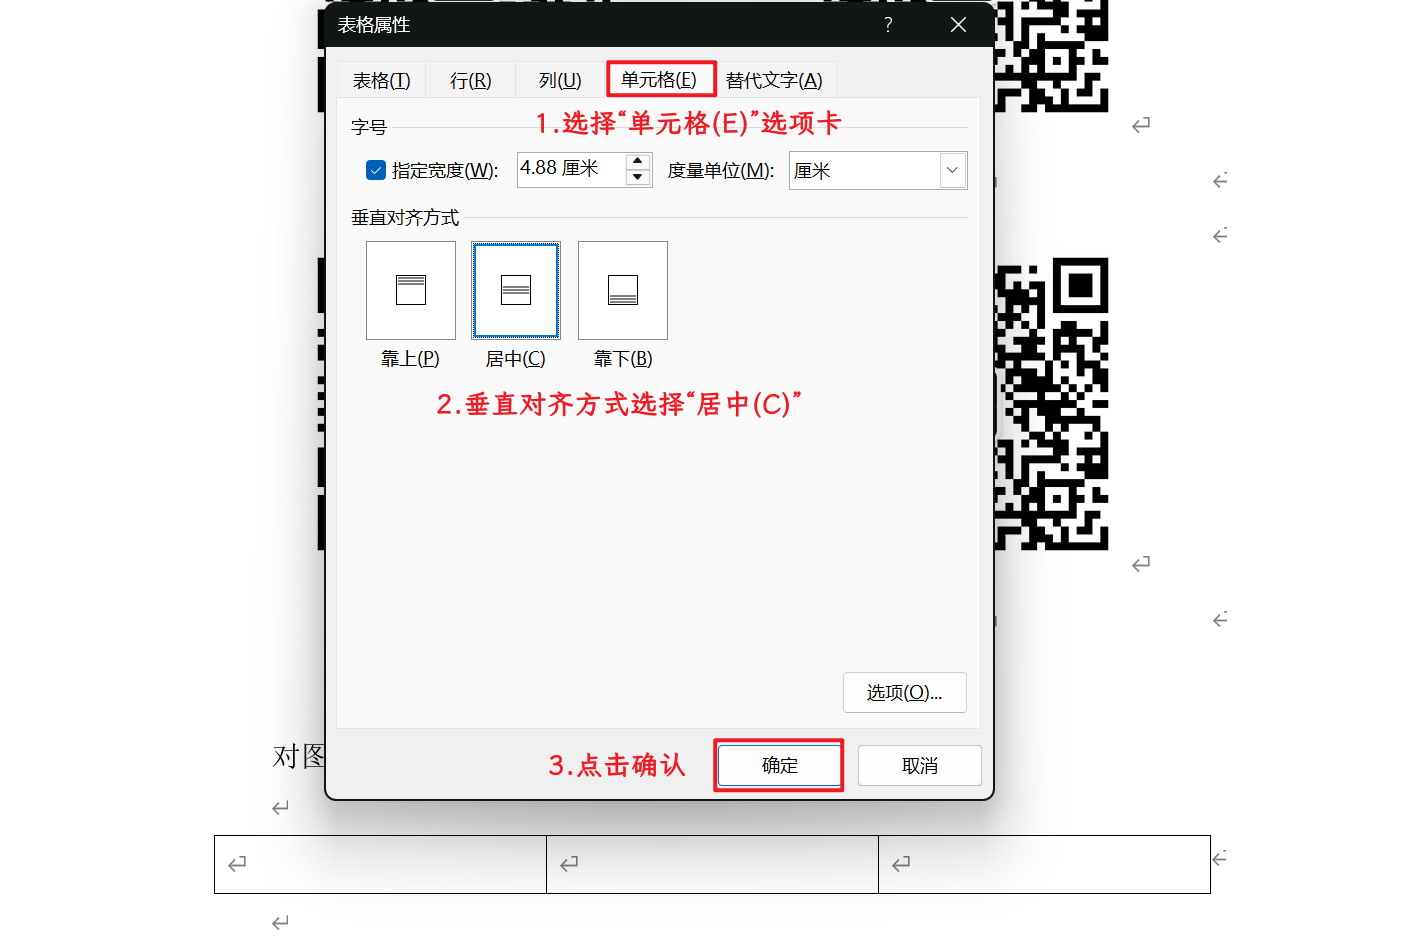 表格属性
表格(T) 行(R) 列(U) 单元格(E) 替代文字(A)
字号
1.选择“单元格(E)”选项卡
指定宽度(W): 4.88 厘米 度量单位(M): 厘米
垂直对齐方式
靠上(P) 居中(C) 靠下(B)
2.垂直对齐方式选择“居中(C)”
选项(O)...
对图
3.点击确认 确定 取消